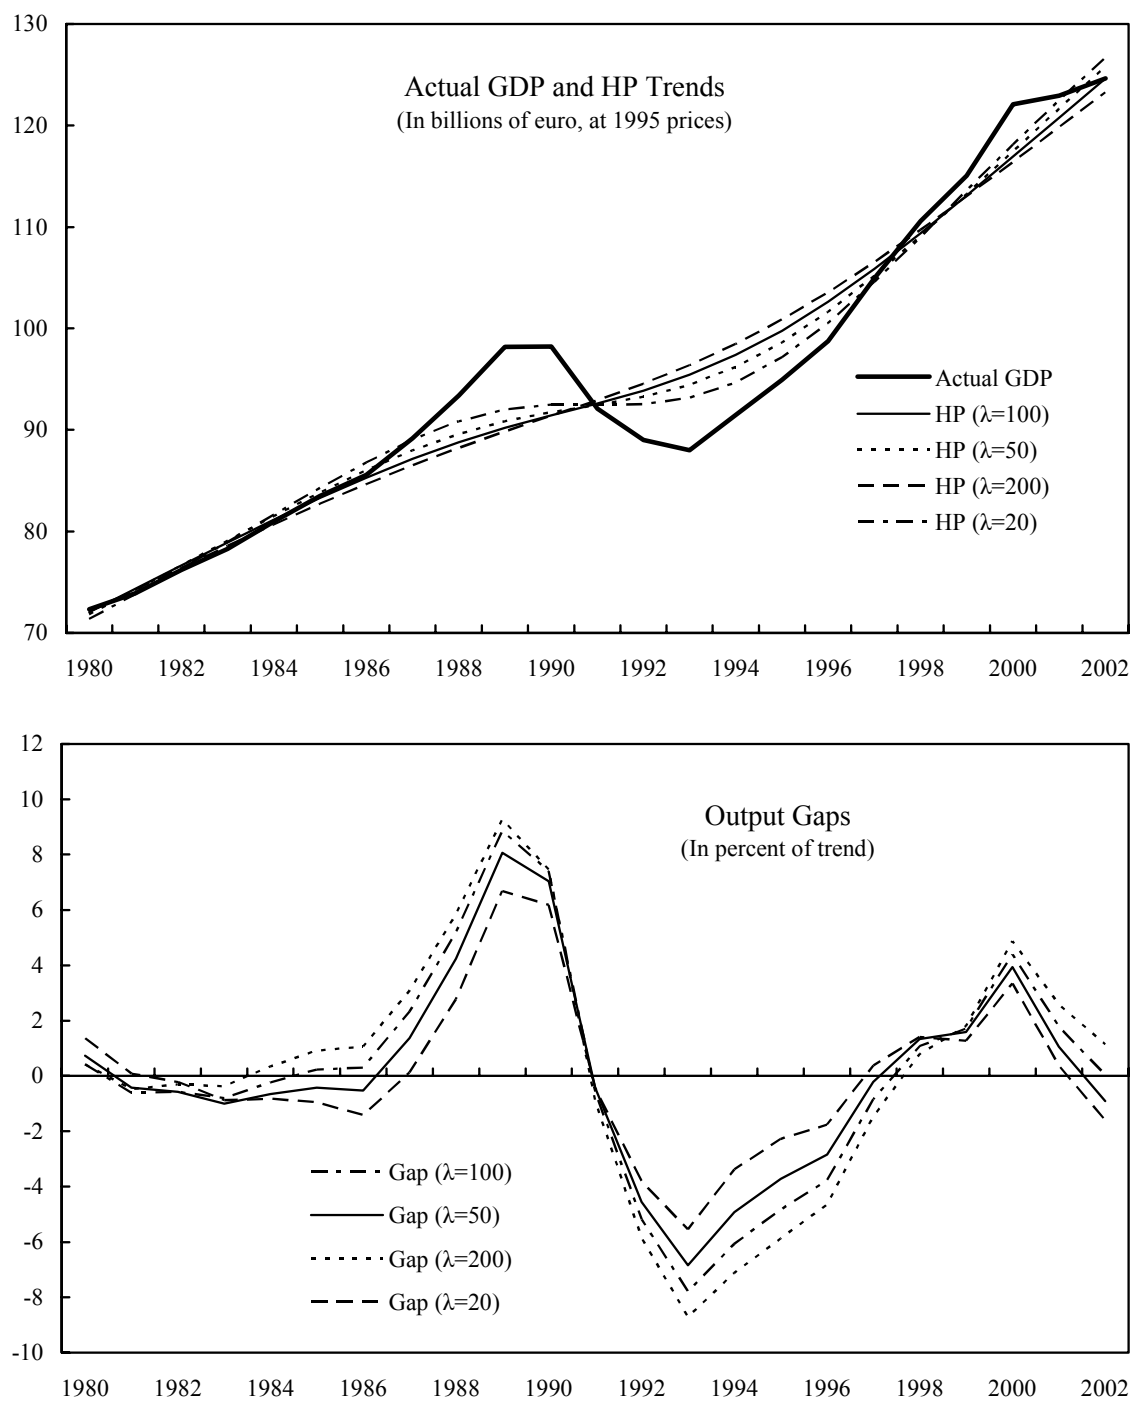 130
Actual GDP and HP Trends
(In billions of euro, at 1995 prices)
120
110
100
Actual GDP
HP (λ=100)
90
HP (λ=50)
HP (λ=200)
HP (λ=20)
80
70
1980 1982 1984 1986 1988 1990 1992 1994 1996 1998 2000 2002
12
10
Output Gaps
(In percent of trend)
8
6
4
2
0
-2
Gap (λ=100)
-4
Gap (λ=50)
-6
Gap (λ=200)
-8
Gap (λ=20)
-10
1980 1982 1984 1986 1988 1990 1992 1994 1996 1998 2000 2002